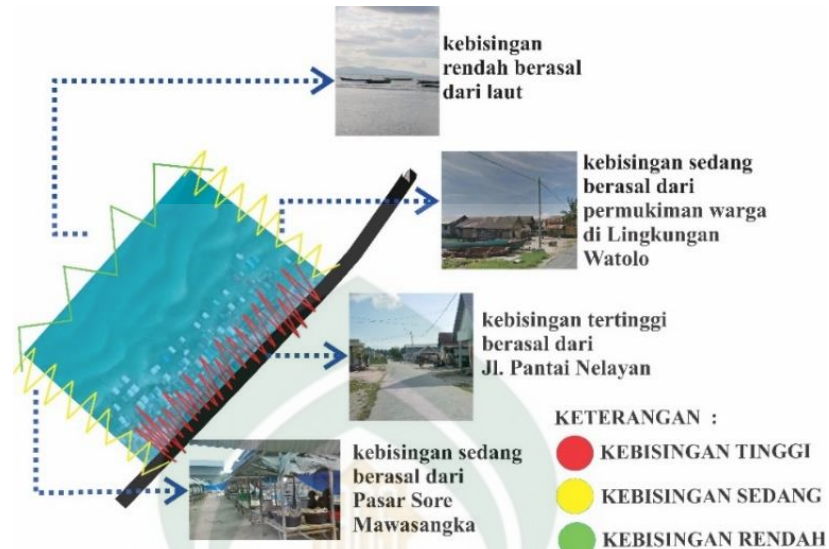 kebisingan
rendah berasal
dari laut
kebisingan sedang
berasal dari
permukiman warga
di Lingkungan
Watolo
kebisingan tertinggi
berasal dari
Jl. Pantai Nelayan
kebisingan sedang
berasal dari
Pasar Sore
Mawasangka
KETERANGAN :
KEBISINGAN TINGGI
KEBISINGAN SEDANG
KEBISINGAN RENDAH